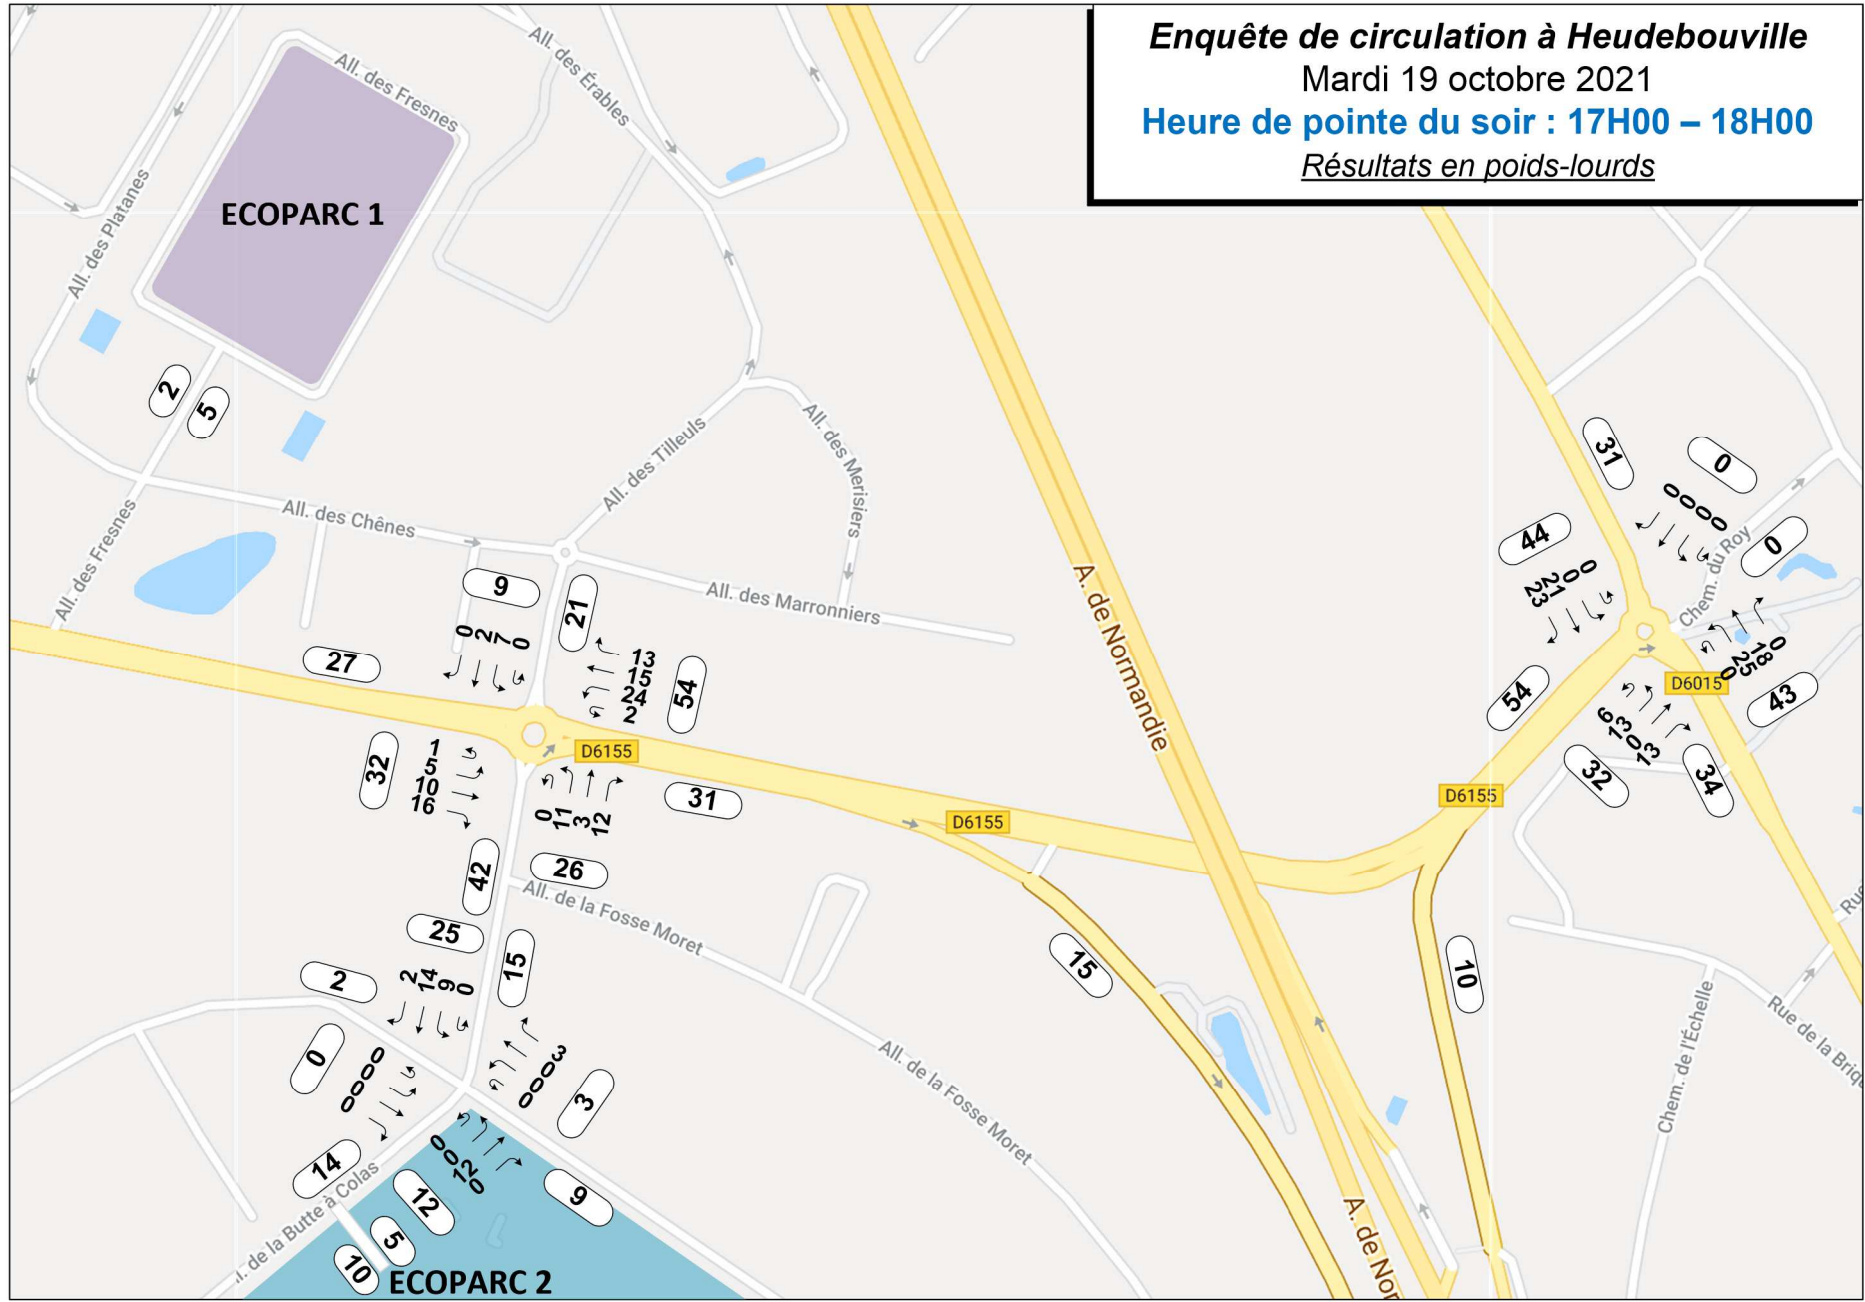 Enquête de circulation à Heudebouville
Mardi 19 octobre 2021
Heure de pointe du soir : 17H00 – 18H00
Résultats en poids-lourds
All. des Érables
All. des Fresnes
ECOPARC 1
All. des Platanes
2
5
All. des Tilleuls
All. des Merisiers
All. des Chênes
All. des Fresnes
All. des Marronniers
A. de Normandie
9
21
0 2 7 0
27
13
15
24
2
54
D6155
32
1
5
10
16
0 11 3 12
31
D6155
42
26
All. de la Fosse Moret
25
15
2
2 14 9 0
0
0 0 0 0
3 0 0 0
3
All. de la Fosse Moret
14
0 0 12 0
12
9
5
10
ECOPARC 2
de la Butte à Colas
15
10
A. de Nor
31
0
0 0 0 0
Chem. du Roy
0
44
23 21 0 0
0 18 25 0
D6015
43
54
6 13 0 13
32
34
D6155
Chem. de l'Échelle
Rue de la Briq
Rue